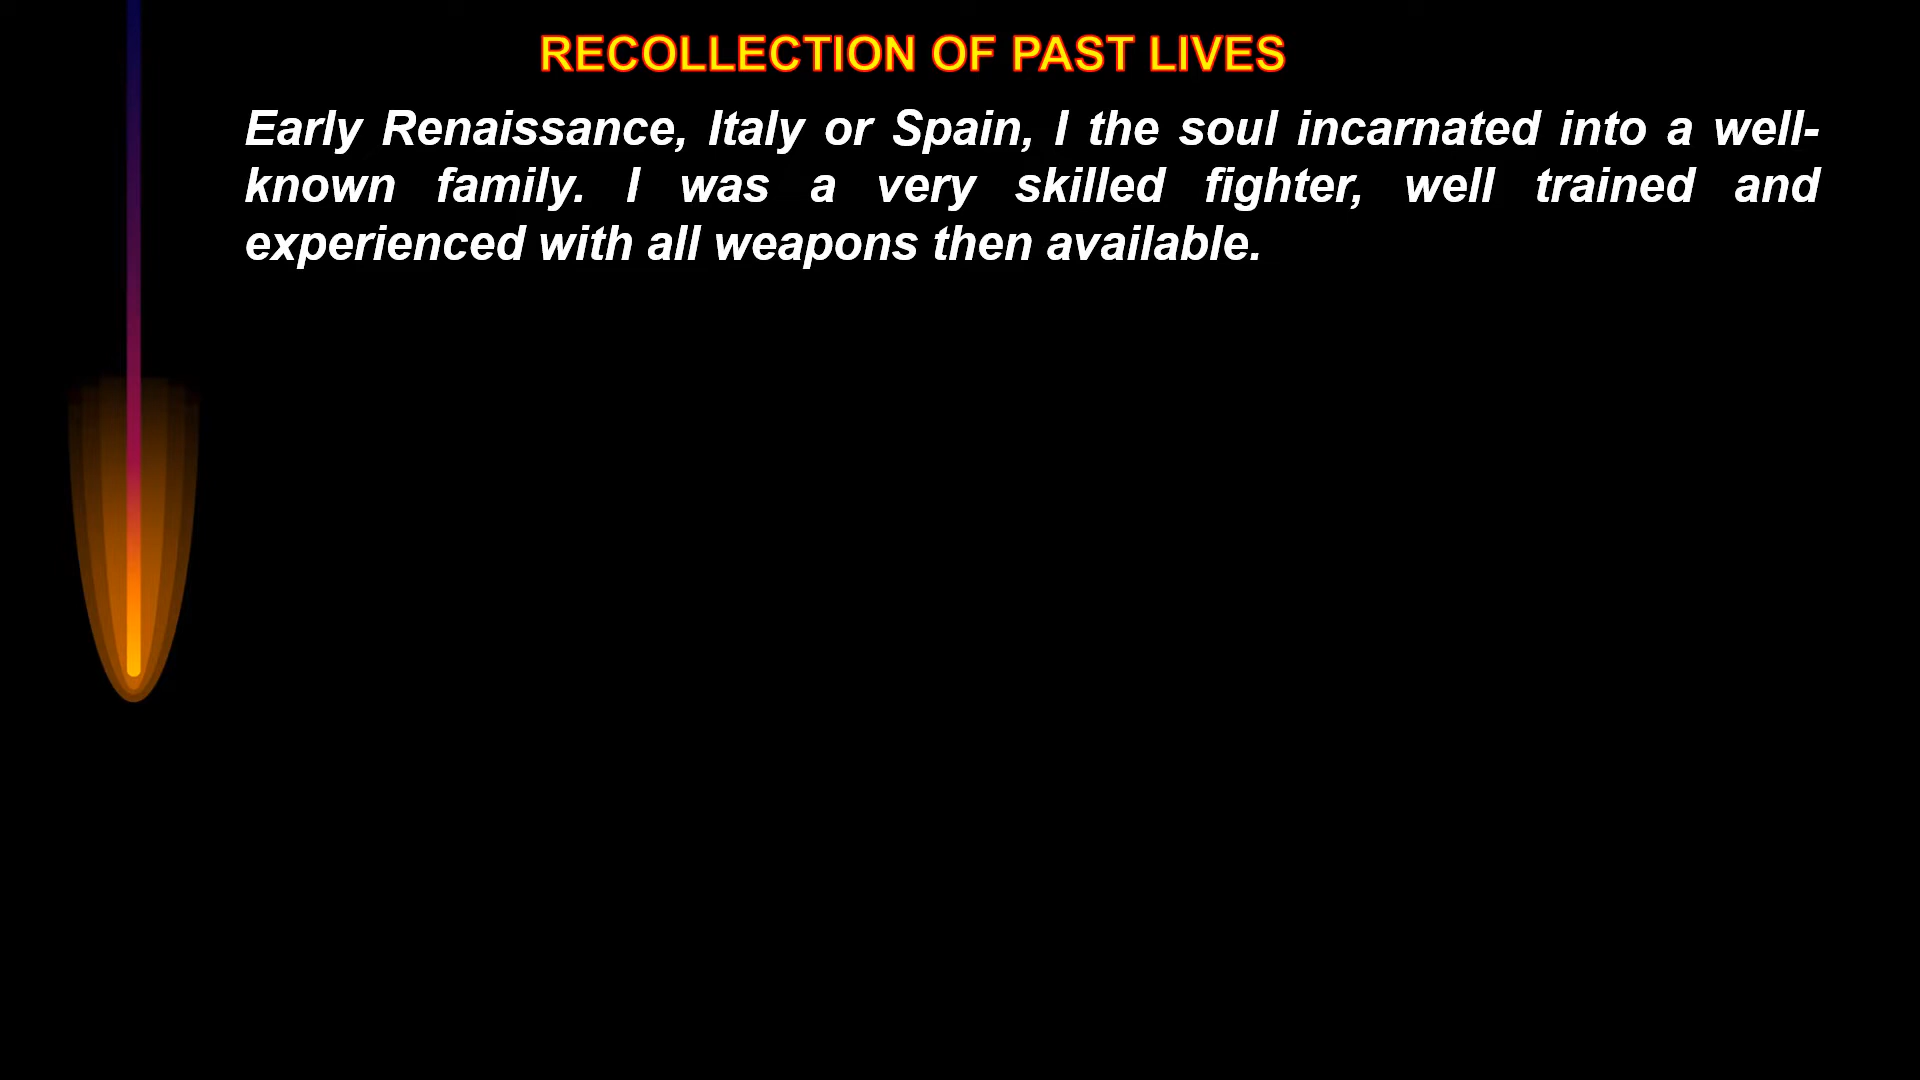 RECOLLECTION OF PAST LIVES
Early Renaissance, Italy or Spain, I the soul incarnated into a well-
known family. I was a very skilled fighter, well trained and
experienced with all weapons then available.